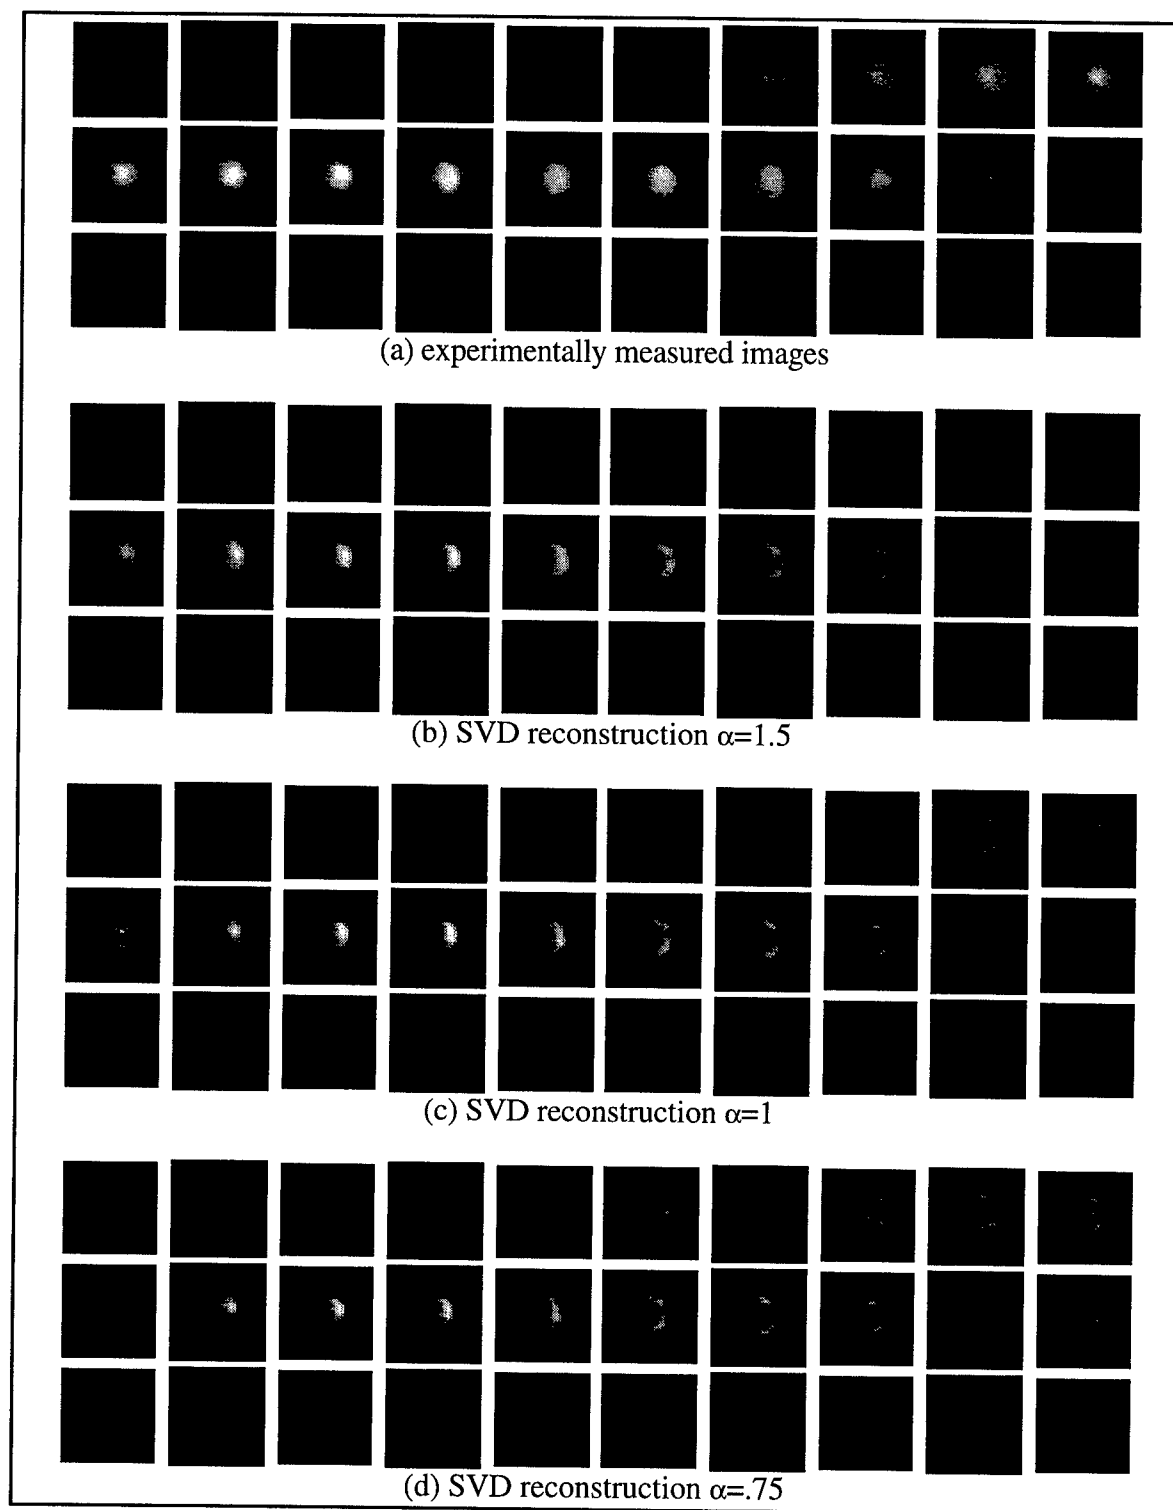 (a) experimentally measured images
(b) SVD reconstruction α=1.5
(c) SVD reconstruction α=1
(d) SVD reconstruction α=.75